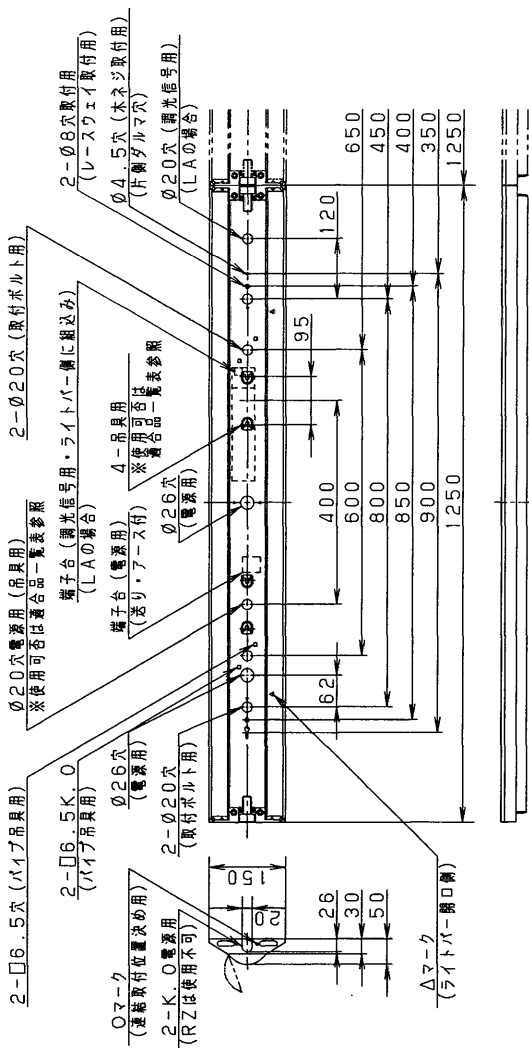 2-□6.5穴 (パイプ吊具用)
2-□6.5K.O
(パイプ吊具用)
Ø20穴電源用 (吊具用)
※使用可否は適合品一覧表参照
端子台 (調光信号用・ライトバー側に組込み)
(LAの場合)
2-Ø20穴 (取付ボルト用)
2-Ø8穴取付用
(レースウェイ取付用)
Ø4.5穴 (木ネジ取付用)
(片側ダルマ穴)
Ø20穴 (調光信号用)
(LAの場合)
Ø26穴
(電源用)
端子台 (電源用)
(送り・アース付)
4-吊具用
※使用可否は
適合品一覧表参照
Ø26穴
(電源用)
2-Ø20穴
(取付ボルト用)
Oマーク
(連結取付位置決め用)
2-K.O電源用
(RZは使用不可)
△マーク
(ライトバー開口側)
150
20
26
30
50
62
95
120
400
600
800
850
900
1250
650
450
400
350
1250